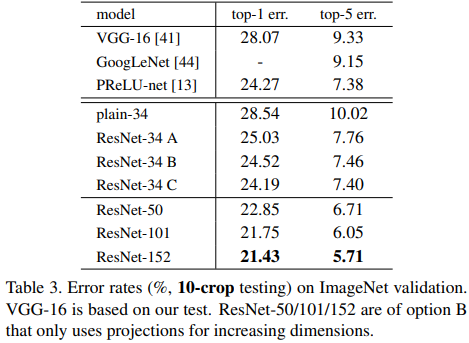 model top-1 err. top-5 err.
VGG-16 [41] 28.07 9.33
GoogLeNet [44] - 9.15
PReLU-net [13] 24.27 7.38
plain-34 28.54 10.02
ResNet-34 A 25.03 7.76
ResNet-34 B 24.52 7.46
ResNet-34 C 24.19 7.40
ResNet-50 22.85 6.71
ResNet-101 21.75 6.05
ResNet-152 21.43 5.71
Table 3. Error rates (%, 10-crop testing) on ImageNet validation.
VGG-16 is based on our test. ResNet-50/101/152 are of option B
that only uses projections for increasing dimensions.